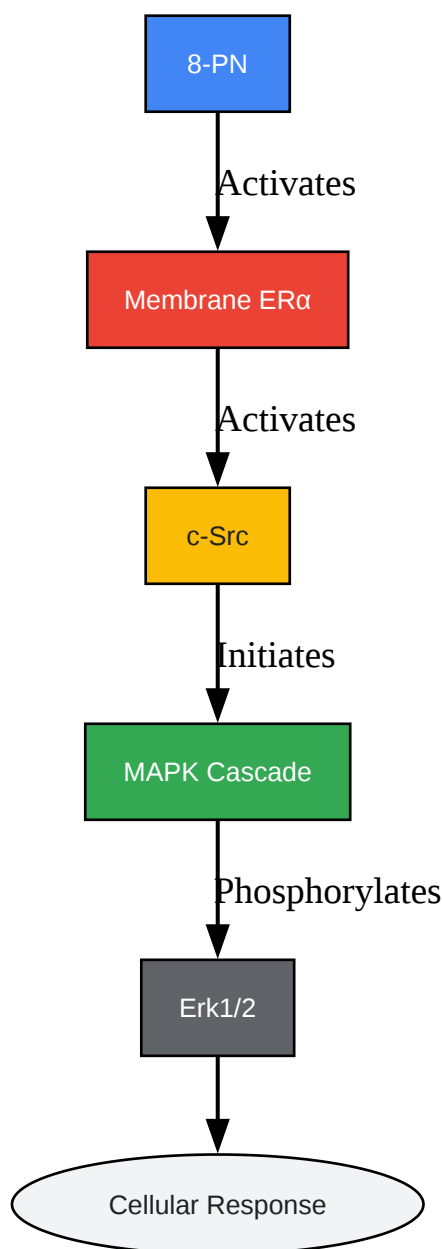 8-PN
Activates
Membrane ERα
Activates
c-Src
Initiates
MAPK Cascade
Phosphorylates
Erk1/2
Cellular Response